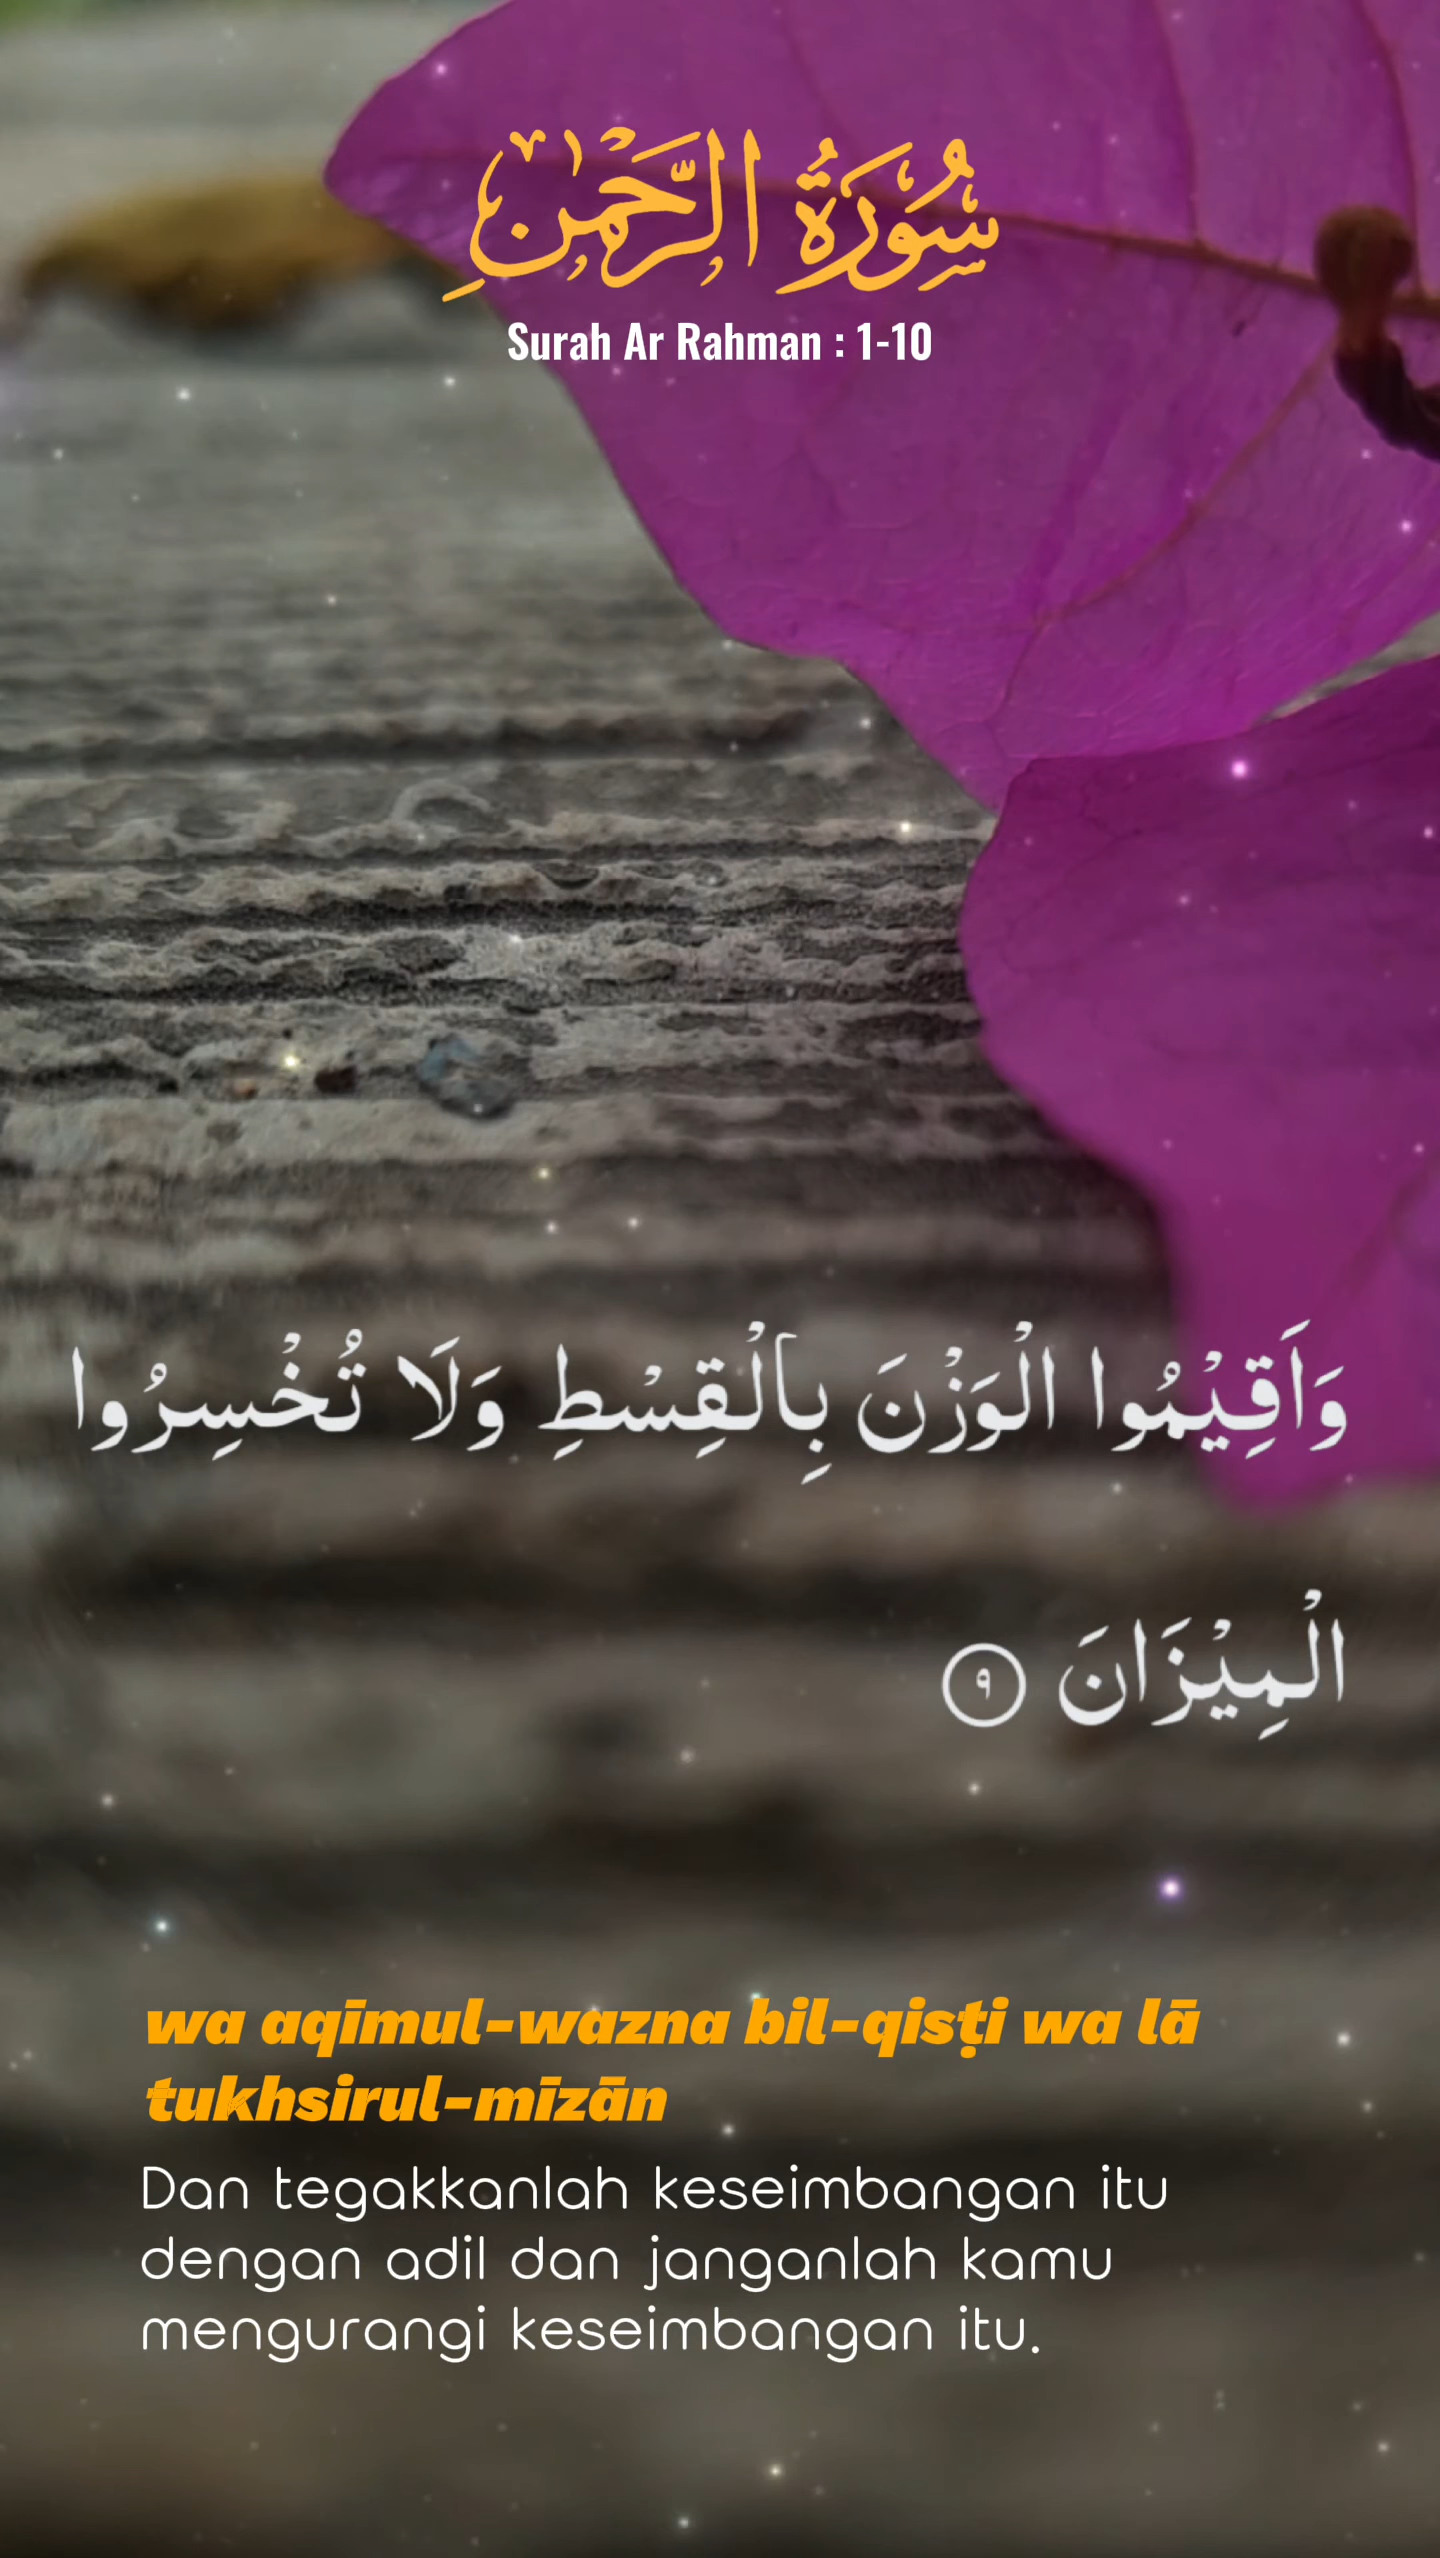 سُوْرَةُ الرَّحْمٰنِ
Surah Ar Rahman : 1-10
وَاَقِيْمُوا الْوَزْنَ بِالْقِسْطِ وَلَا تُخْسِرُوا
الْمِيْزَانَ ٩
wa aqīmul-wazna bil-qisṭi wa lā
tukhsirul-mīzān
Dan tegakkanlah keseimbangan itu
dengan adil dan janganlah kamu
mengurangi keseimbangan itu.